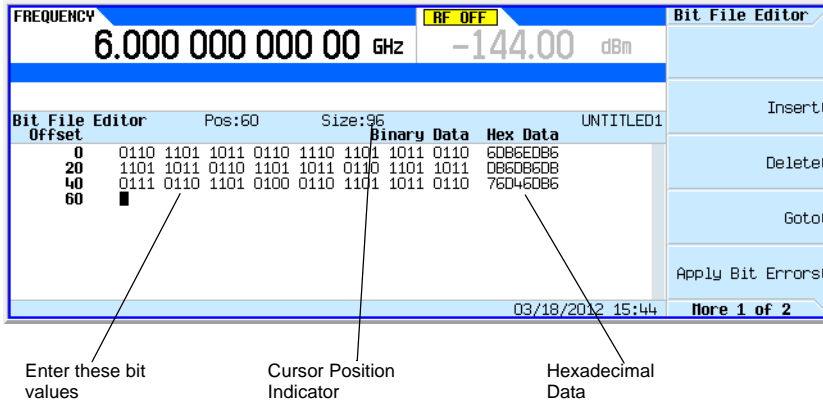 FREQUENCY
RF OFF
Bit File Editor
6.000 000 000 00 GHz
-144.00 dBm
Insert
Bit File Editor Pos:60 Size:96 UNTITLED1
Offset Binary Data Hex Data
0 0110 1101 1011 0110 1110 1101 1011 0110 6DB6EDB6
20 1101 1011 0110 1101 1011 0110 1101 1011 DB6DB6DB
40 0111 0110 1101 0100 0110 1101 1011 0110 76D46DB6
60
Delete
Goto
Apply Bit Errors
03/18/2012 15:44
More 1 of 2
Enter these bit
values
Cursor Position
Indicator
Hexadecimal
Data